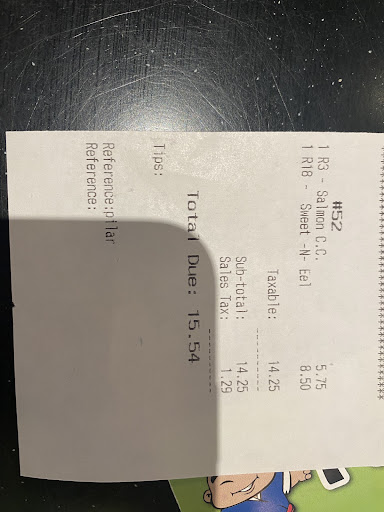 ********************************
#52
1 R3 - Salmon C.C. 5.75
1 R18 - Sweet -N- Eel 8.50
Taxable: 14.25
-----------
Sub-total: 14.25
Sales Tax: 1.29
-----------
Total Due: 15.54
Tips:
Reference:pilar
Reference: